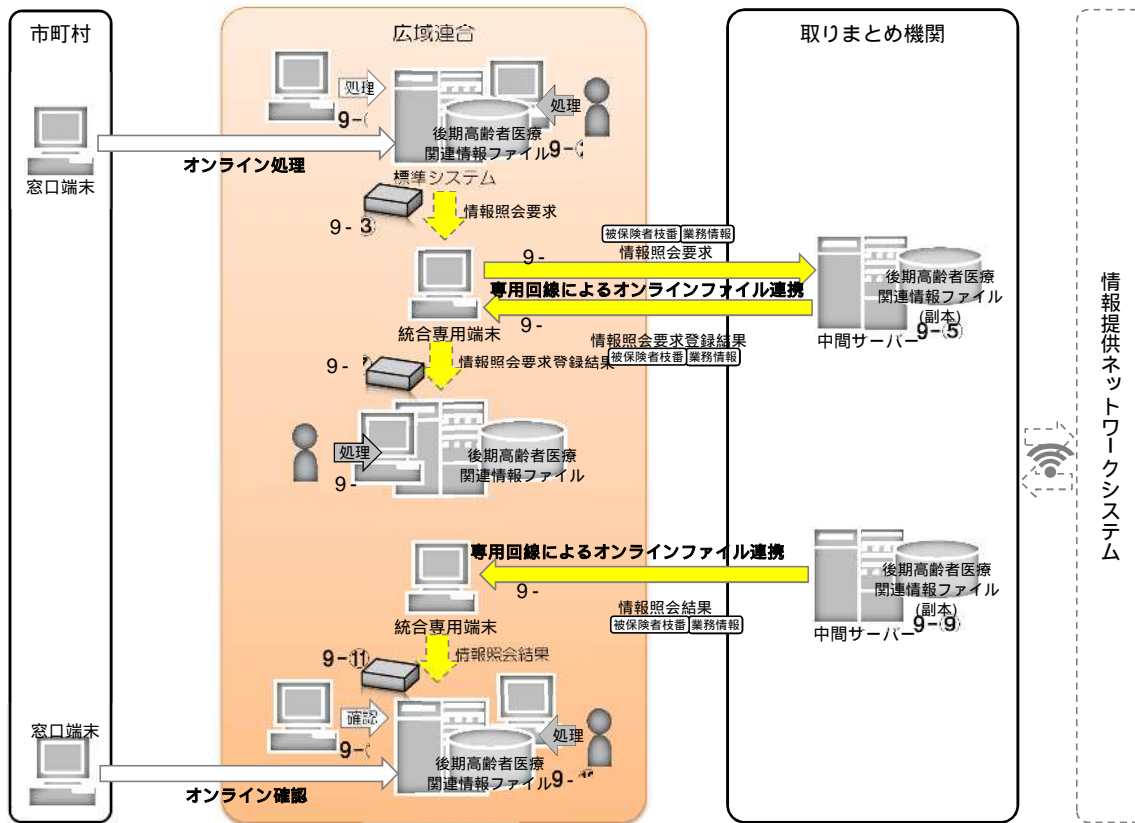 市町村
広域連合
取りまとめ機関
処理
処理
9-
後期高齢者医療
関連情報ファイル
9-
オンライン処理
窓口端末
標準システム
情報照会要求
9-③
被保険者枝番 業務情報
情報照会要求
9-
専用回線によるオンラインファイル連携
9-
統合専用端末
後期高齢者医療
関連情報ファイル
(副本)
9-⑤
中間サーバー
情報照会要求登録結果
被保険者枝番 業務情報
9-
情報照会要求登録結果
処理
9-
後期高齢者医療
関連情報ファイル
情報提供ネットワークシステム
専用回線によるオンラインファイル連携
9-
統合専用端末
情報照会結果
被保険者枝番 業務情報
後期高齢者医療
関連情報ファイル
(副本)
9-⑨
中間サーバー
9-⑪
情報照会結果
確認
9-
処理
後期高齢者医療
関連情報ファイル
9-
窓口端末
オンライン確認